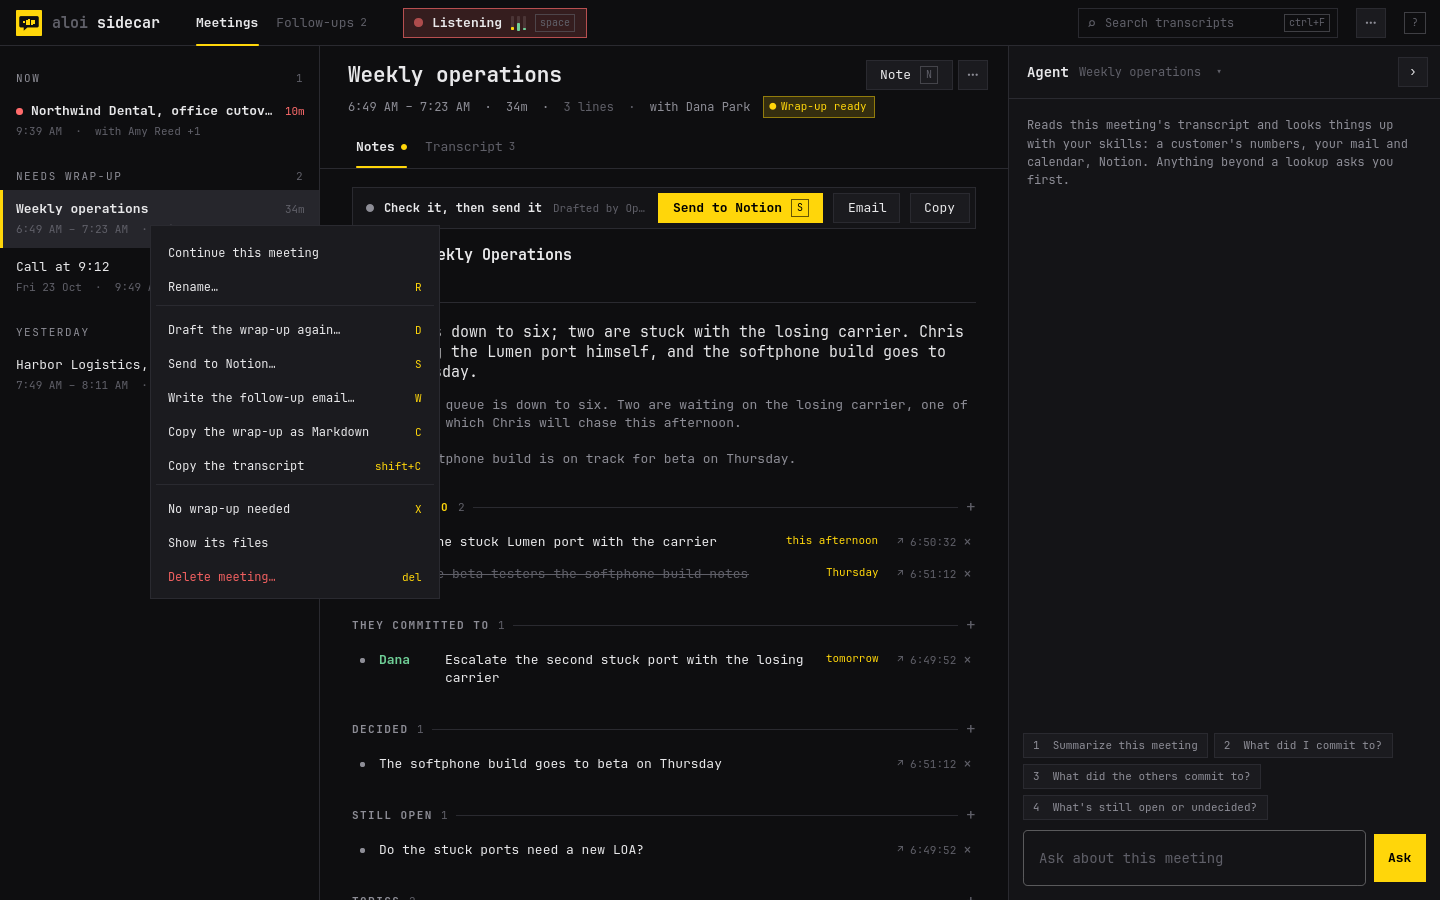 aloi sidecar
Meetings
Follow-ups 2
Listening space
Search transcripts ctrl+F
?
NOW 1
Northwind Dental, office cutov… 10m
9:39 AM · with Amy Reed +1
NEEDS WRAP-UP 2
Weekly operations 34m
6:49 AM – 7:23 AM ·
Call at 9:12
Fri 23 Oct · 9:49
YESTERDAY
Harbor Logistics,
7:49 AM – 8:11 AM ·
Continue this meeting
Rename… R
Draft the wrap-up again… D
Send to Notion… S
Write the follow-up email… W
Copy the wrap-up as Markdown C
Copy the transcript shift+C
No wrap-up needed X
Show its files
Delete meeting… del
Weekly operations
Note N
6:49 AM – 7:23 AM · 34m · 3 lines · with Dana Park
Wrap-up ready
Notes
Transcript 3
Check it, then send it Drafted by Op…
Send to Notion S
Email
Copy
ekly Operations
down to six; two are stuck with the losing carrier. Chris
the Lumen port himself, and the softphone build goes to
sday.
queue is down to six. Two are waiting on the losing carrier, one of
which Chris will chase this afternoon.
tphone build is on track for beta on Thursday.
O 2 +
he stuck Lumen port with the carrier this afternoon ↗ 6:50:32 ×
e beta testers the softphone build notes Thursday ↗ 6:51:12 ×
THEY COMMITTED TO 1 +
Dana Escalate the second stuck port with the losing tomorrow ↗ 6:49:52 ×
carrier
DECIDED 1 +
The softphone build goes to beta on Thursday ↗ 6:51:12 ×
STILL OPEN 1 +
Do the stuck ports need a new LOA? ↗ 6:49:52 ×
Agent Weekly operations
Reads this meeting's transcript and looks things up
with your skills: a customer's numbers, your mail and
calendar, Notion. Anything beyond a lookup asks you
first.
1 Summarize this meeting
2 What did I commit to?
3 What did the others commit to?
4 What's still open or undecided?
Ask about this meeting
Ask